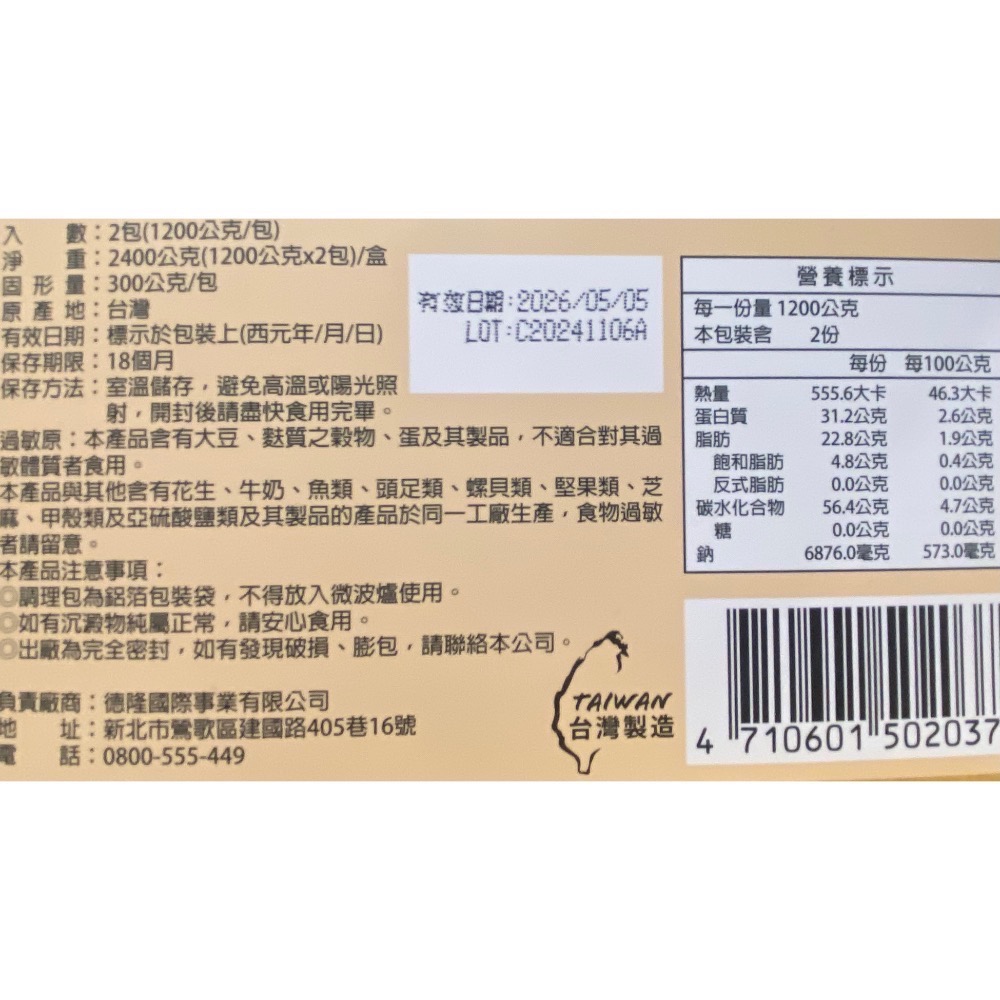 入　　數：2包(1200公克/包)
淨　　重：2400公克(1200公克x2包)/盒
固 形 量：300公克/包
原 產 地：台灣
有效日期：標示於包裝上(西元年/月/日)
保存期限：18個月
保存方法：室溫儲存，避免高溫或陽光照
射，開封後請盡快食用完畢。
過敏原：本產品含有大豆、麩質之穀物、蛋及其製品，不適合對其過
敏體質者食用。
本產品與其他含有花生、牛奶、魚類、頭足類、螺貝類、堅果類、芝
麻、甲殼類及亞硫酸鹽類及其製品的產品於同一工廠生產，食物過敏
者請留意。
本產品注意事項：
◎調理包為鋁箔包裝袋，不得放入微波爐使用。
◎如有沉澱物純屬正常，請安心食用。
◎出廠為完全密封，如有發現破損、膨包，請聯絡本公司。
負責廠商：德隆國際事業有限公司
地　　址：新北市鶯歌區建國路405巷16號
電　　話：0800-555-449
有效日期:2026/05/05
LOT:C20241106A
TAIWAN
台灣製造
營養標示
每一份量 1200公克
本包裝含　2份
每份　每100公克
熱量　555.6大卡　46.3大卡
蛋白質　31.2公克　2.6公克
脂肪　22.8公克　1.9公克
飽和脂肪　4.8公克　0.4公克
反式脂肪　0.0公克　0.0公克
碳水化合物　56.4公克　4.7公克
糖　0.0公克　0.0公克
鈉　6876.0毫克　573.0毫克
4 710601 502037